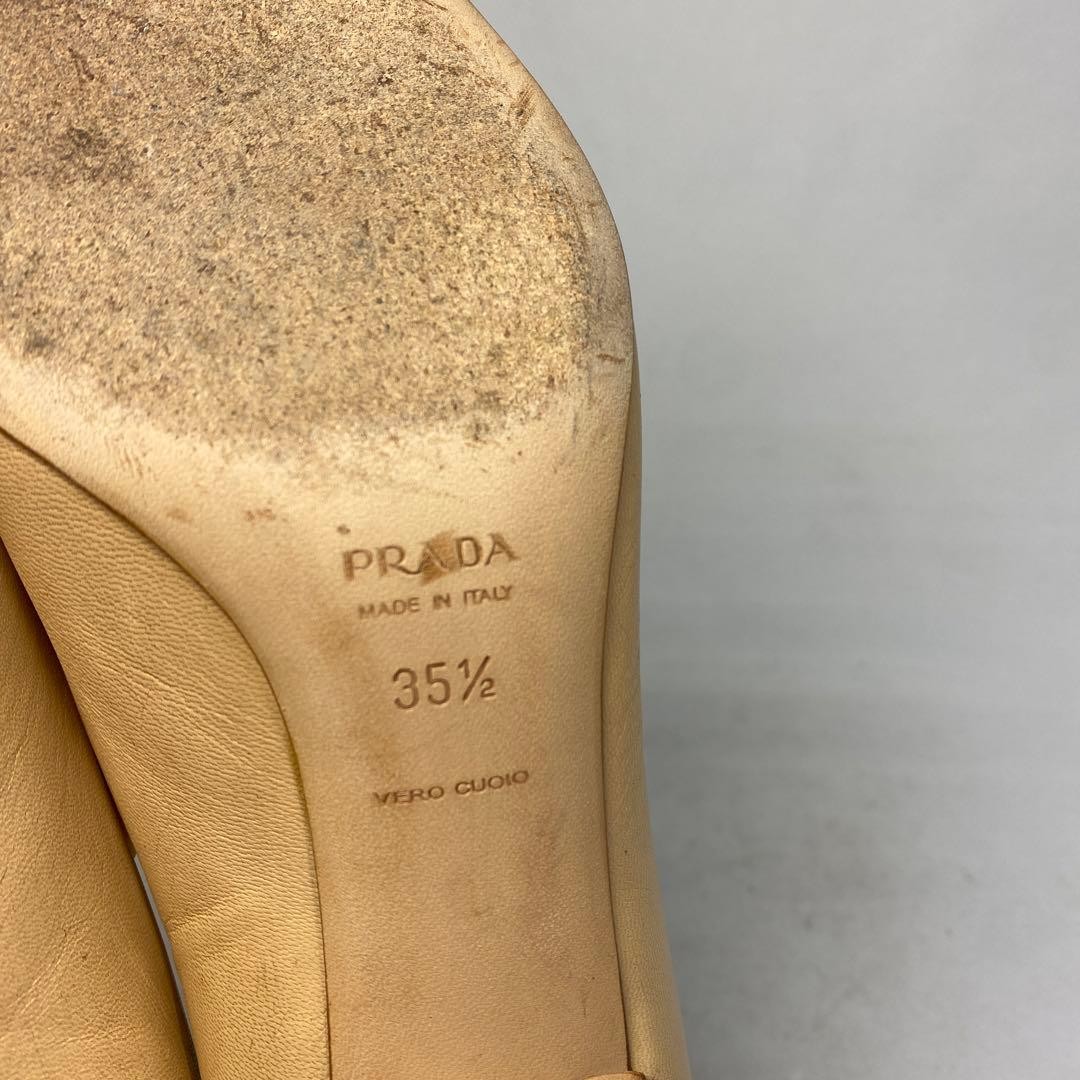 PRADA
MADE IN ITALY
35½
VERO CUOIO